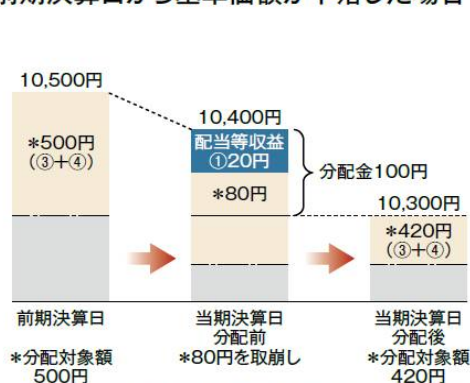 前期決算日から基準価額が下落した場合
10,500円
*500円
(③+④)
10,400円
配当等収益
①20円
*80円
分配金100円
10,300円
*420円
(③+④)
前期決算日
*分配対象額
500円
当期決算日
分配前
*80円を取崩し
当期決算日
分配後
*分配対象額
420円